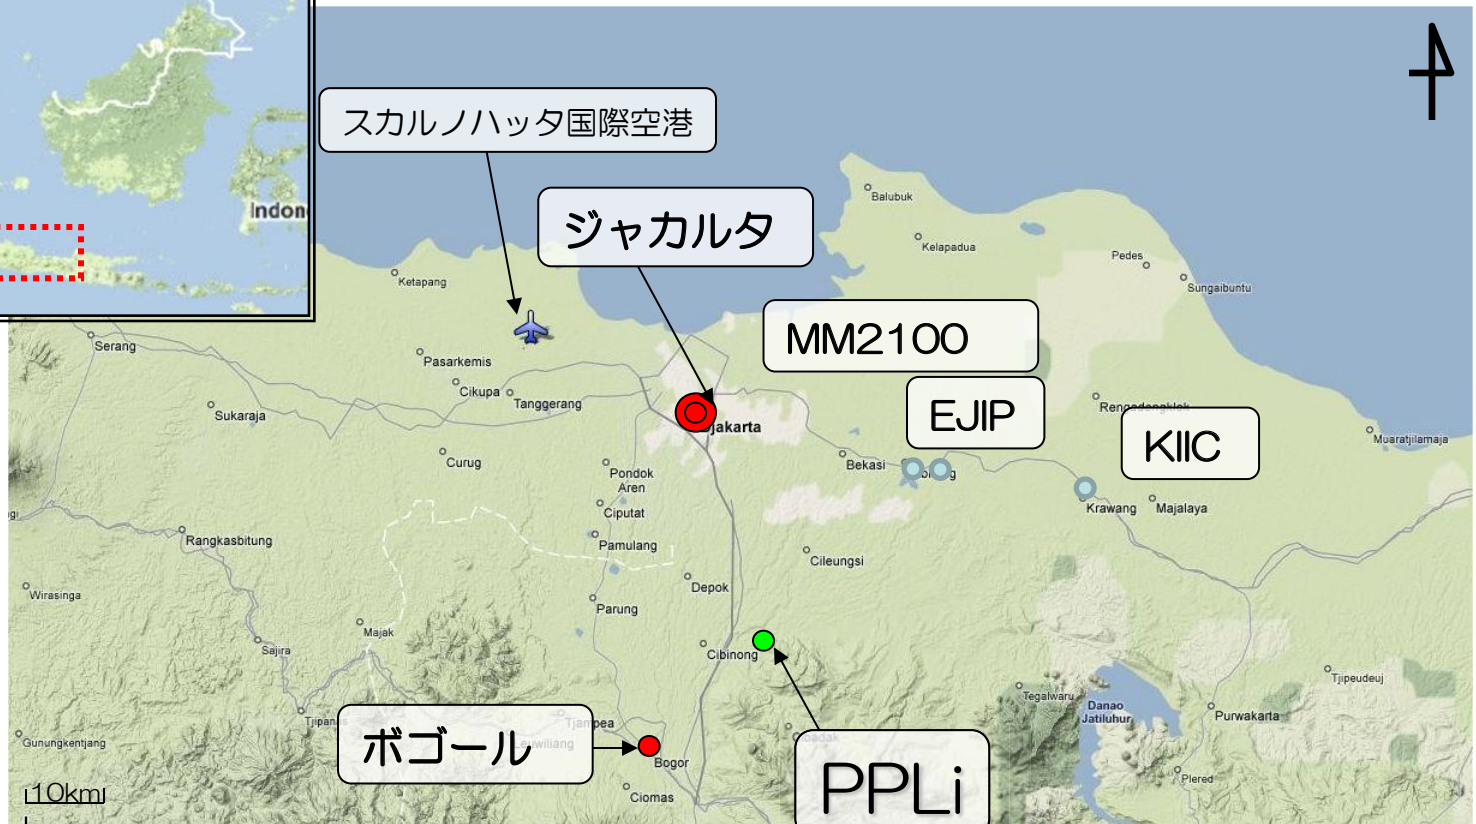 スカルノハッタ国際空港
Balubuk
ジャカルタ
Indon
Kelapadua
Pedes
Ketapang
Sungaibuntu
Serang
MM2100
Pasarkemis
Cikupa
Tanggerang
EJIP
Sukaraja
Djakarta
KIIC
Muaratjilamaja
Curug
Bekasi
Pondok
Aren
Krawang
Majalaya
Ciputat
Rangkasbitung
Pamulang
Cileungsi
Wirasinga
Depok
Parung
Majak
Sajira
Cibinong
Tjipeudeuj
Tegalwaru
Danao
Jatiluhur
Purwakarta
Tjampea
ボゴール
Leuwiliang
Gunungkentjang
Bogor
PPLi
Plered
10km
Ciomas